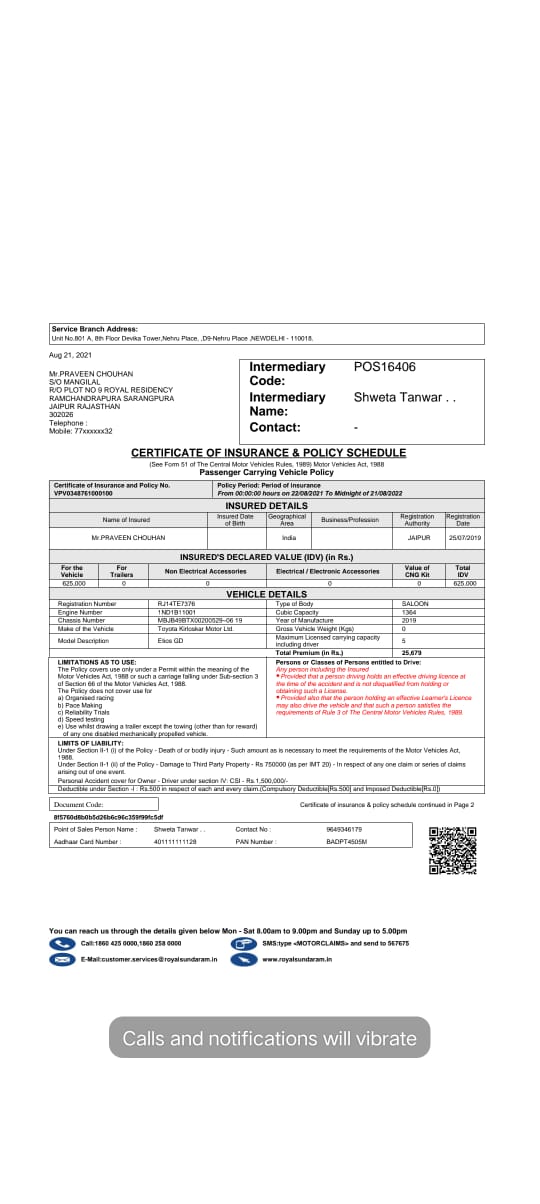 Service Branch Address:
Unit No.801 A, 8th Floor Devika Tower,Nehru Place, ,D9-Nehru Place ,NEWDELHI - 110018.
Aug 21, 2021
Mr.PRAVEEN CHOUHAN
S/O MANGILAL
R/O PLOT NO 9 ROYAL RESIDENCY
RAMCHANDRAPURA SARANGPURA
JAIPUR RAJASTHAN
302026
Telephone :
Mobile: 77xxxxxx32
Intermediary Code: POS16406
Intermediary Name: Shweta Tanwar . .
Contact: -
CERTIFICATE OF INSURANCE & POLICY SCHEDULE
(See Form 51 of The Central Motor Vehicles Rules, 1989) Motor Vehicles Act, 1988
Passenger Carrying Vehicle Policy
Certificate of Insurance and Policy No. Policy Period: Period of insurance
VPV0348761000100 From 00:00:00 hours on 22/08/2021 To Midnight of 21/08/2022
INSURED DETAILS
Name of Insured Insured Date of Birth Geographical Area Business/Profession Registration Authority Registration Date
Mr.PRAVEEN CHOUHAN India JAIPUR 25/07/2019
INSURED'S DECLARED VALUE (IDV) (in Rs.)
For the Vehicle For Trailers Non Electrical Accessories Electrical / Electronic Accessories Value of CNG Kit Total IDV
625,000 0 0 0 0 625,000
VEHICLE DETAILS
Registration Number RJ14TE7376 Type of Body SALOON
Engine Number 1ND1B11001 Cubic Capacity 1364
Chassis Number MBJB49BTX00200529-06 19 Year of Manufacture 2019
Make of the Vehicle Toyota Kirloskar Motor Ltd. Gross Vehicle Weight (Kgs) 0
Model Description Etios GD Maximum Licensed carrying capacity including driver 5
Total Premium (in Rs.) 25,679
LIMITATIONS AS TO USE:
The Policy covers use only under a Permit within the meaning of the
Motor Vehicles Act, 1988 or such a carriage falling under Sub-section 3
of Section 66 of the Motor Vehicles Act, 1988.
The Policy does not cover use for
a) Organised racing
b) Pace Making
c) Reliability Trials
d) Speed testing
e) Use whilst drawing a trailer except the towing (other than for reward)
of any one disabled mechanically propelled vehicle.
Persons or Classes of Persons entitled to Drive:
Any person including the Insured
* Provided that a person driving holds an effective driving licence at
the time of the accident and is not disqualified from holding or
obtaining such a License.
* Provided also that the person holding an effective Learner's Licence
may also drive the vehicle and that such a person satisfies the
requirements of Rule 3 of The Central Motor Vehicles Rules, 1989.
LIMITS OF LIABILITY:
Under Section II-1 (i) of the Policy - Death of or bodily injury - Such amount as is necessary to meet the requirements of the Motor Vehicles Act,
1988.
Under Section II-1 (ii) of the Policy - Damage to Third Party Property - Rs 750000 (as per IMT 20) - In respect of any one claim or series of claims
arising out of one event.
Personal Accident cover for Owner - Driver under section IV: CSI - Rs.1,500,000/-
Deductible under Section -I : Rs.500 in respect of each and every claim.(Compulsory Deductible[Rs.500] and Imposed Deductible[Rs.0])
Document Code: Certificate of insurance & policy schedule continued in Page 2
8f5760d8b0b5d26b6c96c359f99fc5df
Point of Sales Person Name : Shweta Tanwar . . Contact No : 9649346179
Aadhaar Card Number : 401111111128 PAN Number : BADPT4505M
You can reach us through the details given below Mon - Sat 8.00am to 9.00pm and Sunday up to 5.00pm
Call:1860 425 0000,1860 258 0000 SMS:type «MOTORCLAIMS» and send to 567675
E-Mail:customer.services@royalsundaram.in www.royalsundaram.in
Calls and notifications will vibrate